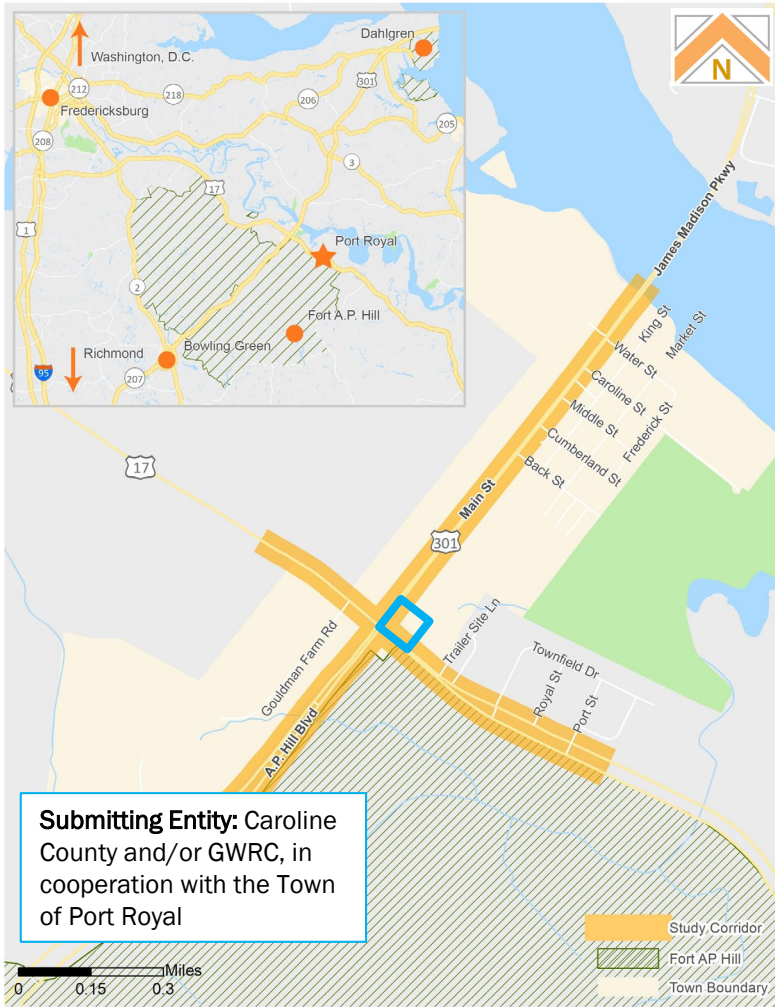 Washington, D.C.
Dahlgren
301
212
218
206
Fredericksburg
205
208
3
17
1
Port Royal
2
Fort A.P. Hill
Richmond
Bowling Green
95
207
N
James Madison Pkwy
King St
Market St
Water St
Caroline St
Middle St
Frederick St
Cumberland St
Back St
17
Main St
301
Trailer Site Ln
Gouldman Farm Rd
Townfield Dr
Royal St
Port St
A.P. Hill Blvd
Submitting Entity: Caroline
County and/or GWRC, in
cooperation with the Town
of Port Royal
Study Corridor
Fort AP Hill
Town Boundary
Miles
0 0.15 0.3